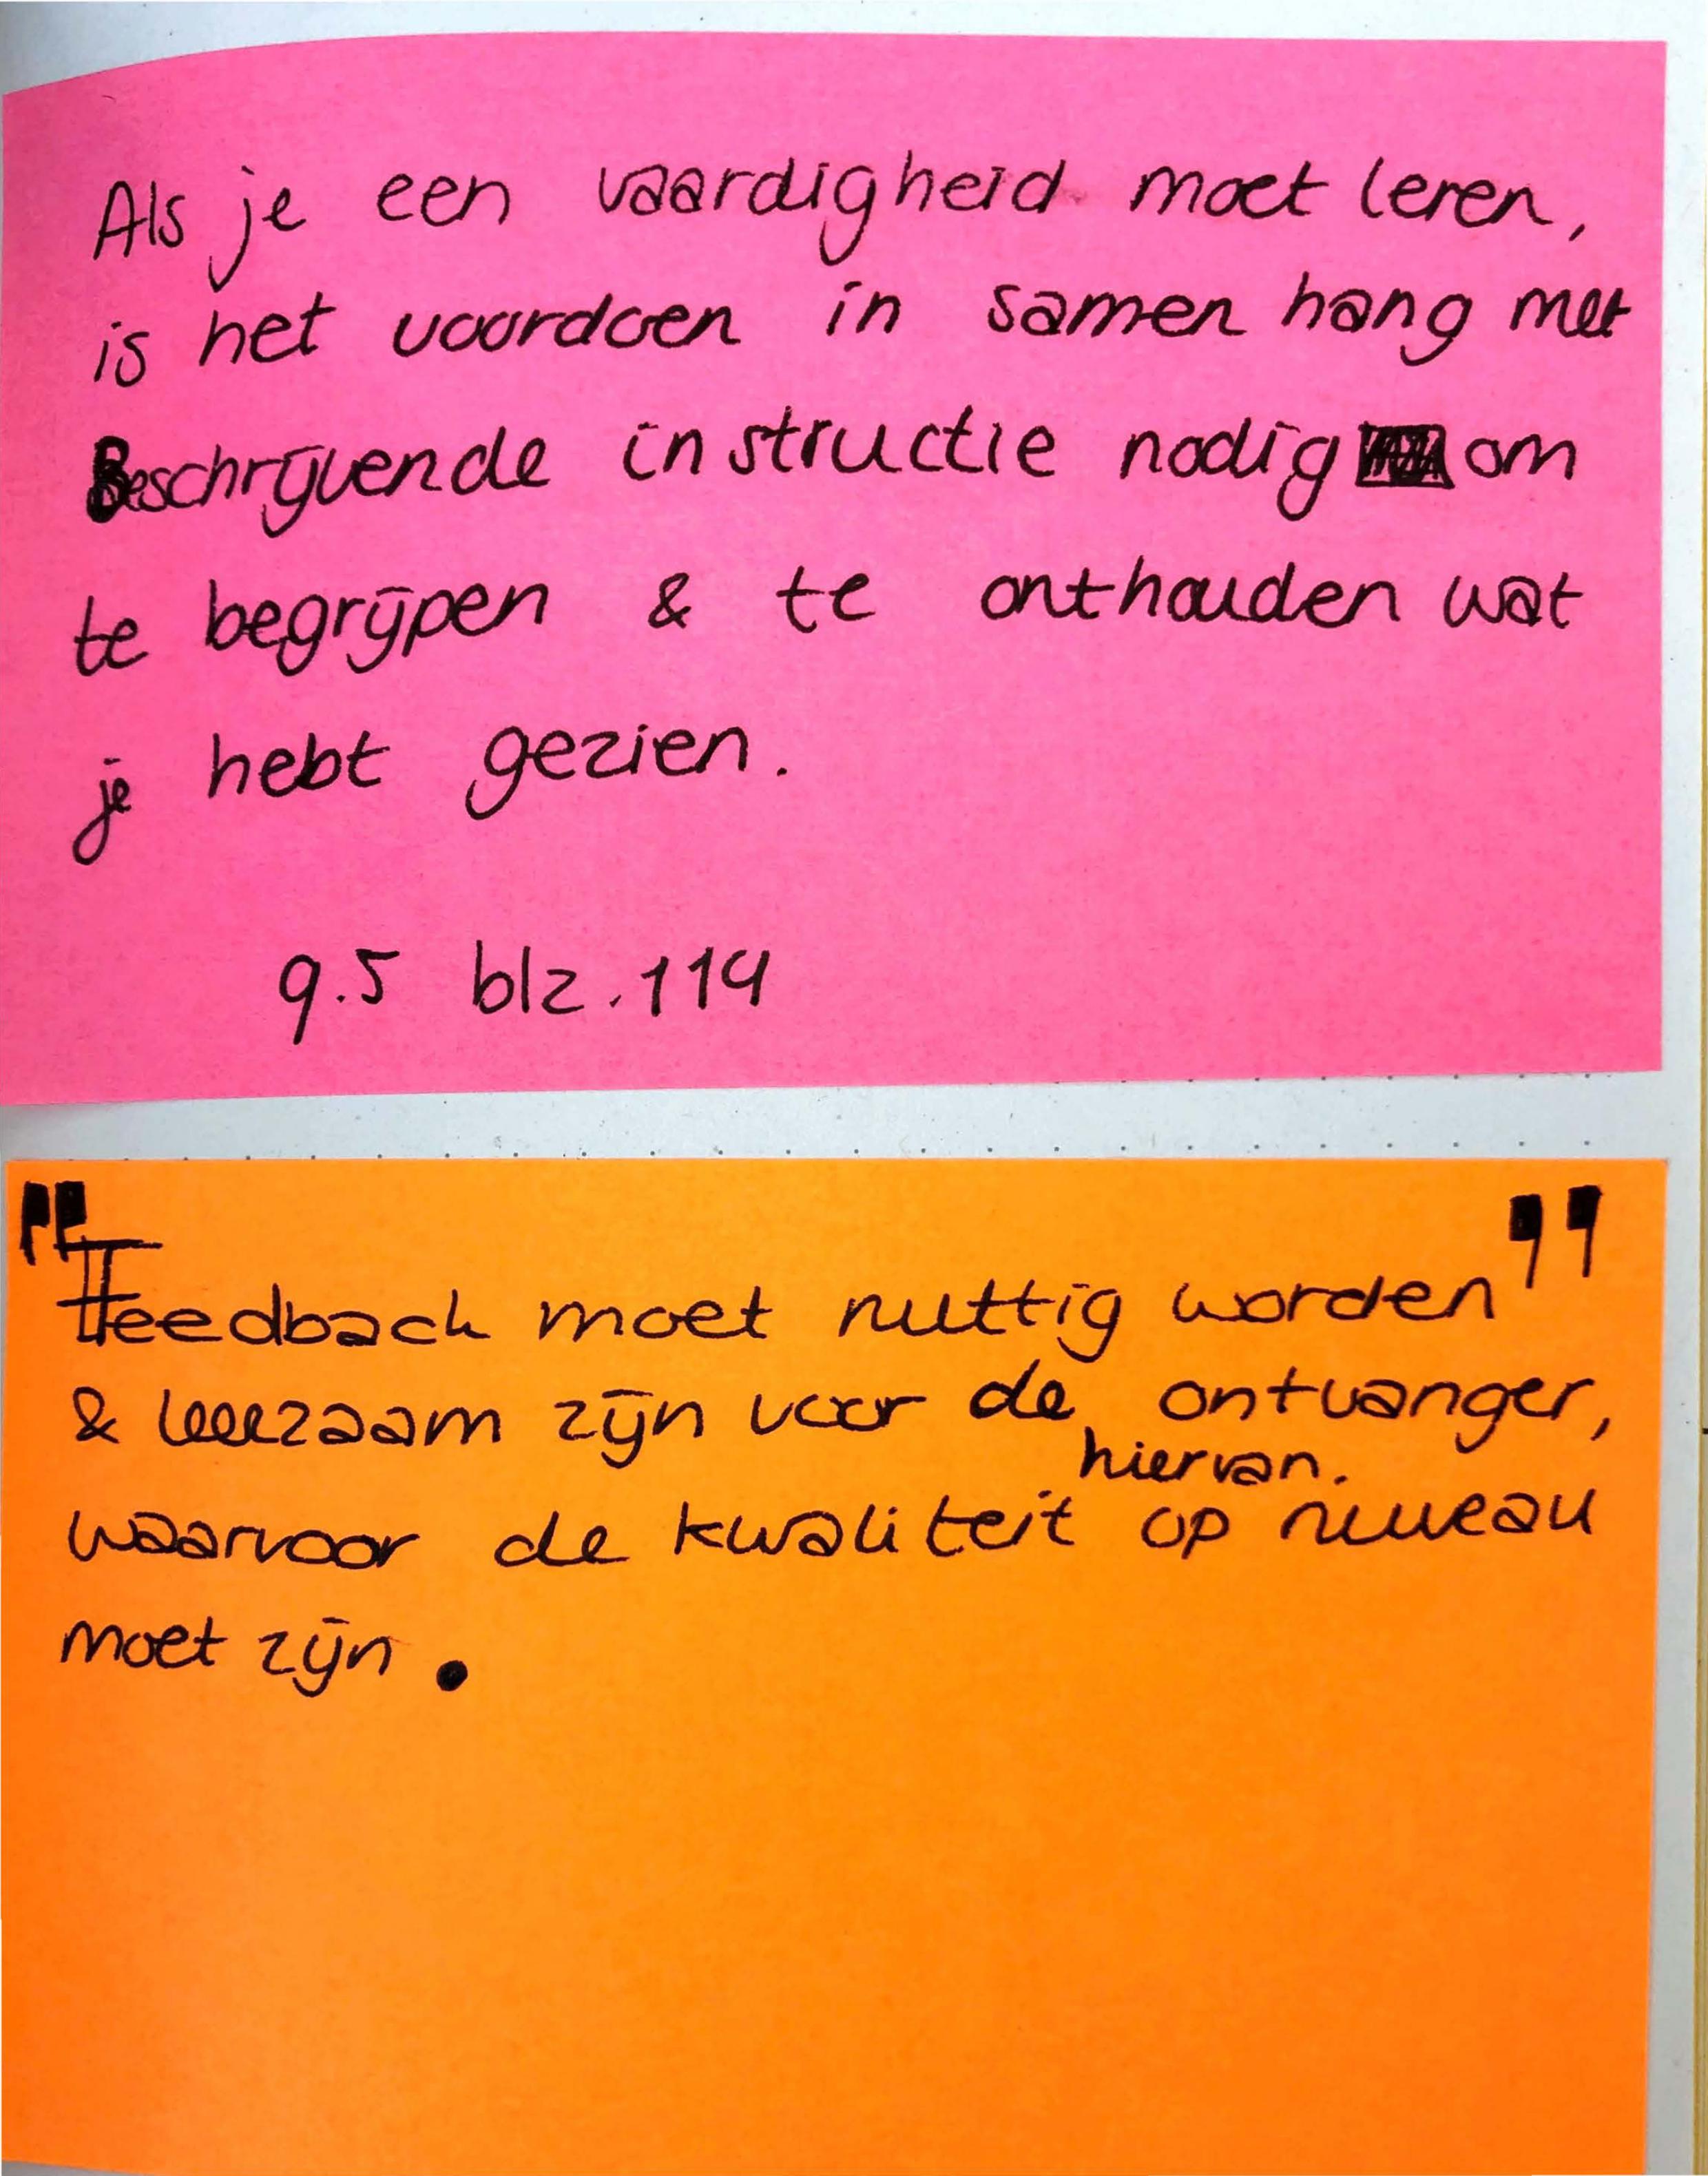 Als je een vaardigheid moet leren,
is het voordoen in samen hang met
Beschrijvende instructie nodig om
te begrijpen & te onthouden wat
je hebt gezien.
9.5 blz. 119
"Feedback moet nuttig worden"
& leerzaam zijn voor de ontvanger,
hiervan.
waarvoor de kwaliteit op niveau
moet zijn.